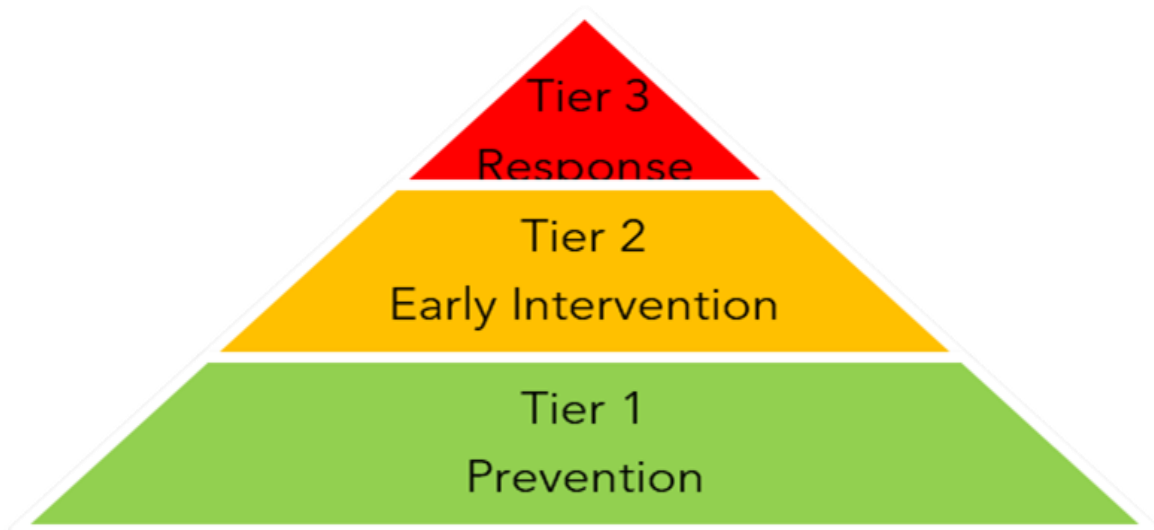 Tier 3
Response
Tier 2
Early Intervention
Tier 1
Prevention